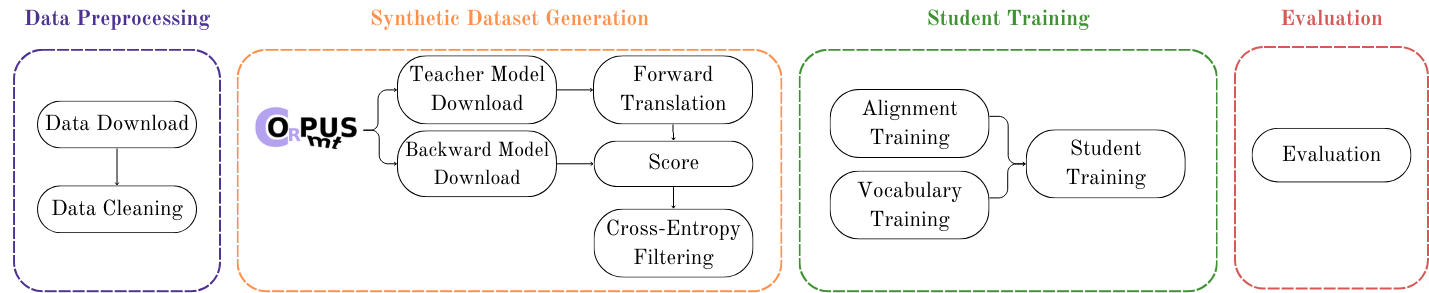 Data Preprocessing
Data Download
Data Cleaning
Synthetic Dataset Generation
CORPUS
mt
Teacher Model
Download
Backward Model
Download
Forward
Translation
Score
Cross-Entropy
Filtering
Student Training
Alignment
Training
Vocabulary
Training
Student
Training
Evaluation
Evaluation